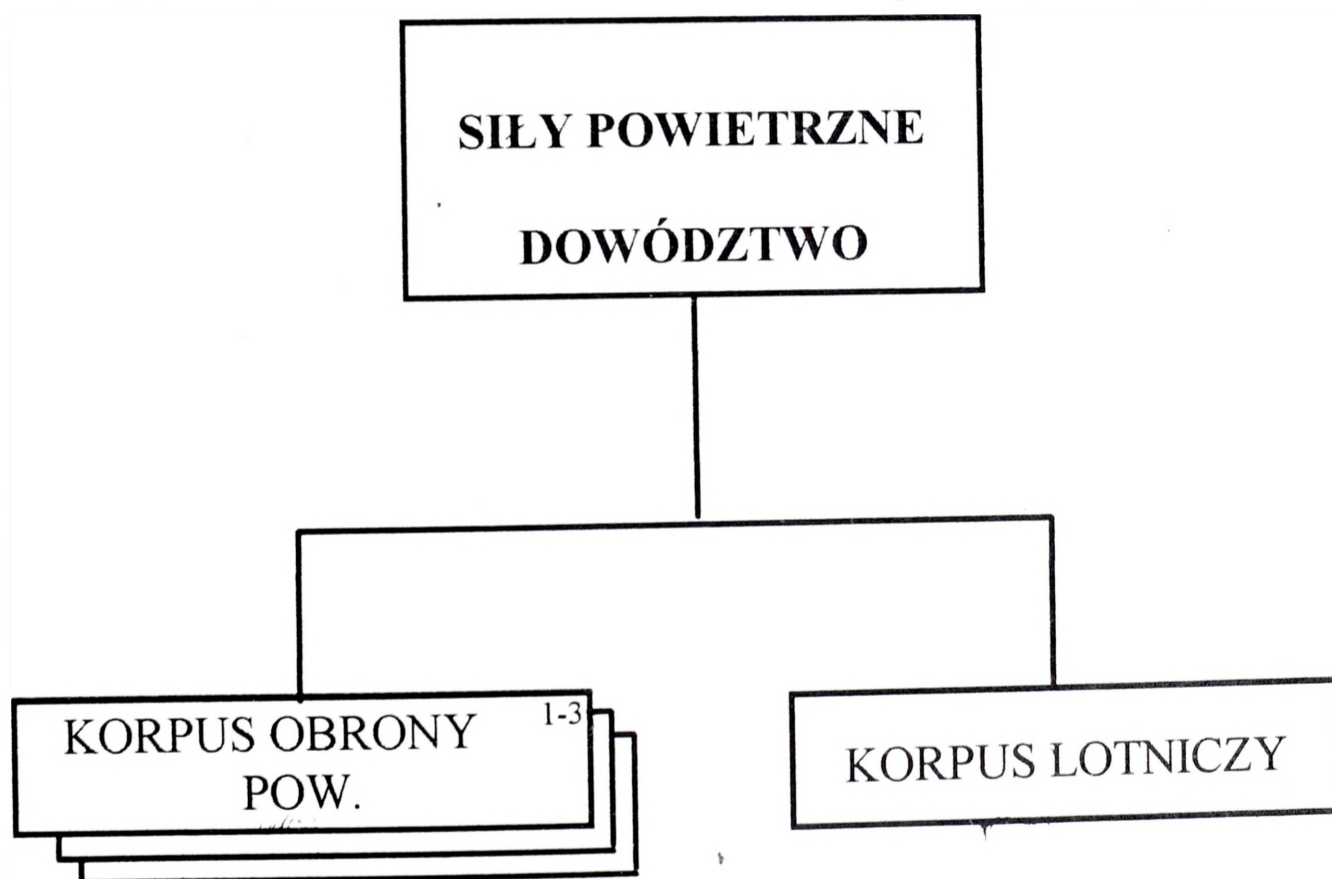 SIŁY POWIETRZNE
DOWÓDZTWO
KORPUS OBRONY 1-3
POW.
KORPUS LOTNICZY